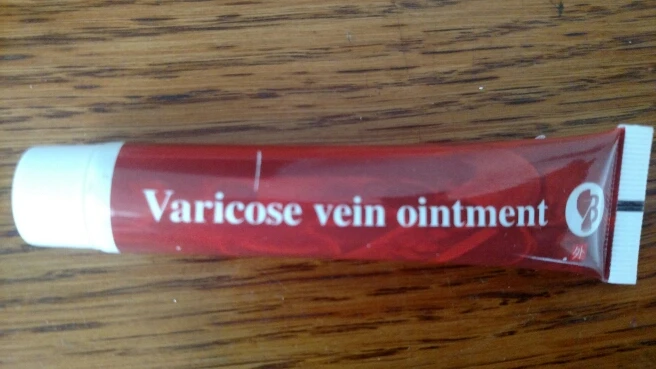 Varicose vein ointment
外